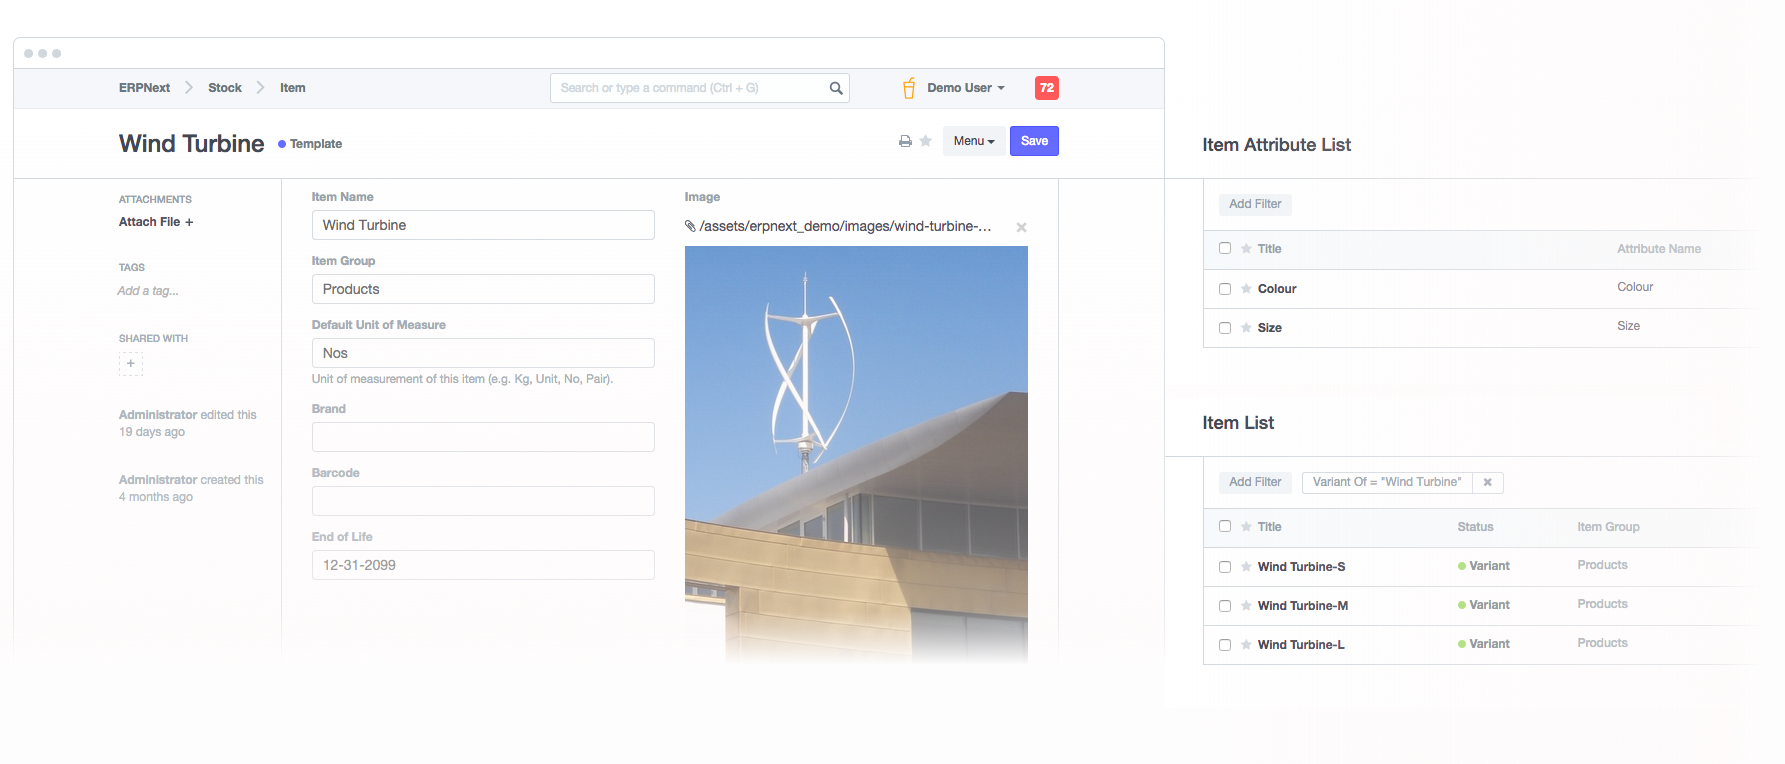 ERPNext Stock Item Search or type a command (Ctrl + G) Demo User 72
Wind Turbine Template Menu Save
ATTACHMENTS
Attach File +
TAGS
Add a tag...
SHARED WITH
+
Administrator edited this
19 days ago
Administrator created this
4 months ago
Item Name
Wind Turbine
Item Group
Products
Default Unit of Measure
Nos
Unit of measurement of this item (e.g. Kg, Unit, No, Pair).
Brand
Barcode
End of Life
12-31-2099
Image
/assets/erpnext_demo/images/wind-turbine-...
Item Attribute List
Add Filter
Title Attribute Name
Colour Colour
Size Size
Item List
Add Filter Variant Of = "Wind Turbine"
Title Status Item Group
Wind Turbine-S Variant Products
Wind Turbine-M Variant Products
Wind Turbine-L Variant Products